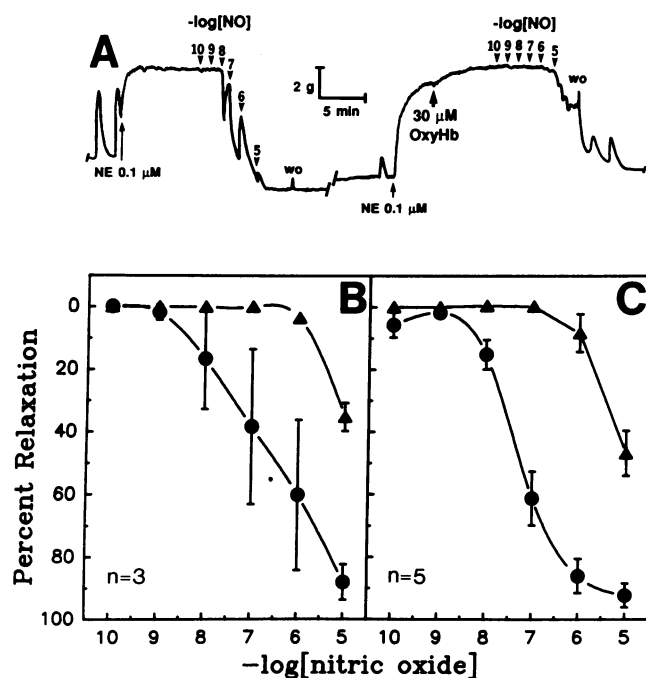 A
-log[NO]
10 9 8
7
6
5
NE 0.1 μM
wo
2 g
5 min
-log[NO]
10 9 8 7 6 5
30 μM
OxyHb
NE 0.1 μM
wo
B
C
Percent Relaxation
0
20
40
60
80
100
n=3
n=5
10 9 8 7 6 5
10 9 8 7 6 5
-log[nitric oxide]